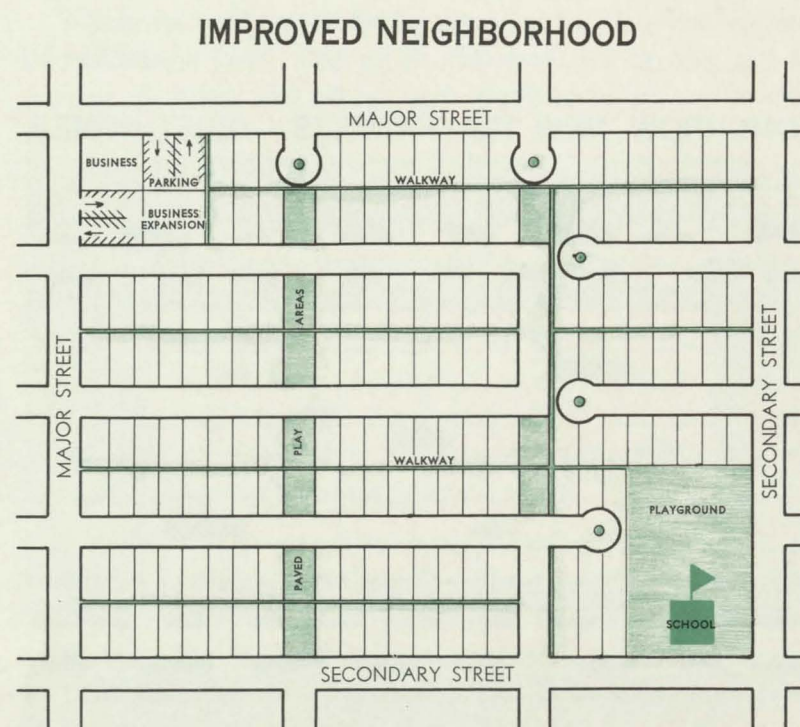 IMPROVED NEIGHBORHOOD
MAJOR STREET
BUSINESS
PARKING
WALKWAY
BUSINESS
EXPANSION
AREAS
MAJOR STREET
SECONDARY STREET
PLAY
WALKWAY
PLAYGROUND
PAVED
SCHOOL
SECONDARY STREET